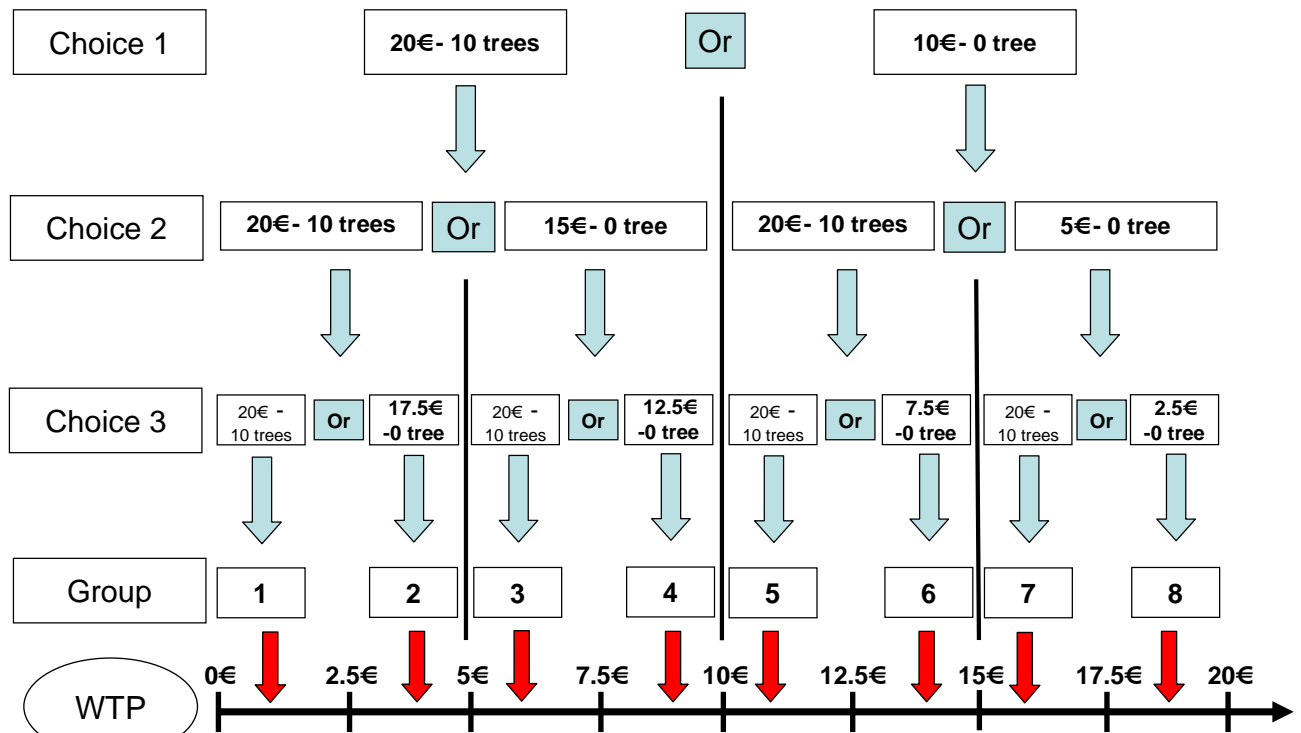 Choice 1
20€- 10 trees
Or
10€- 0 tree
Choice 2
20€- 10 trees
Or
15€- 0 tree
20€- 10 trees
Or
5€- 0 tree
Choice 3
20€ -
10 trees
Or
17.5€
-0 tree
20€ -
10 trees
Or
12.5€
-0 tree
20€ -
10 trees
Or
7.5€
-0 tree
20€ -
10 trees
Or
2.5€
-0 tree
Group
1
2
3
4
5
6
7
8
WTP
0€
2.5€
5€
7.5€
10€
12.5€
15€
17.5€
20€